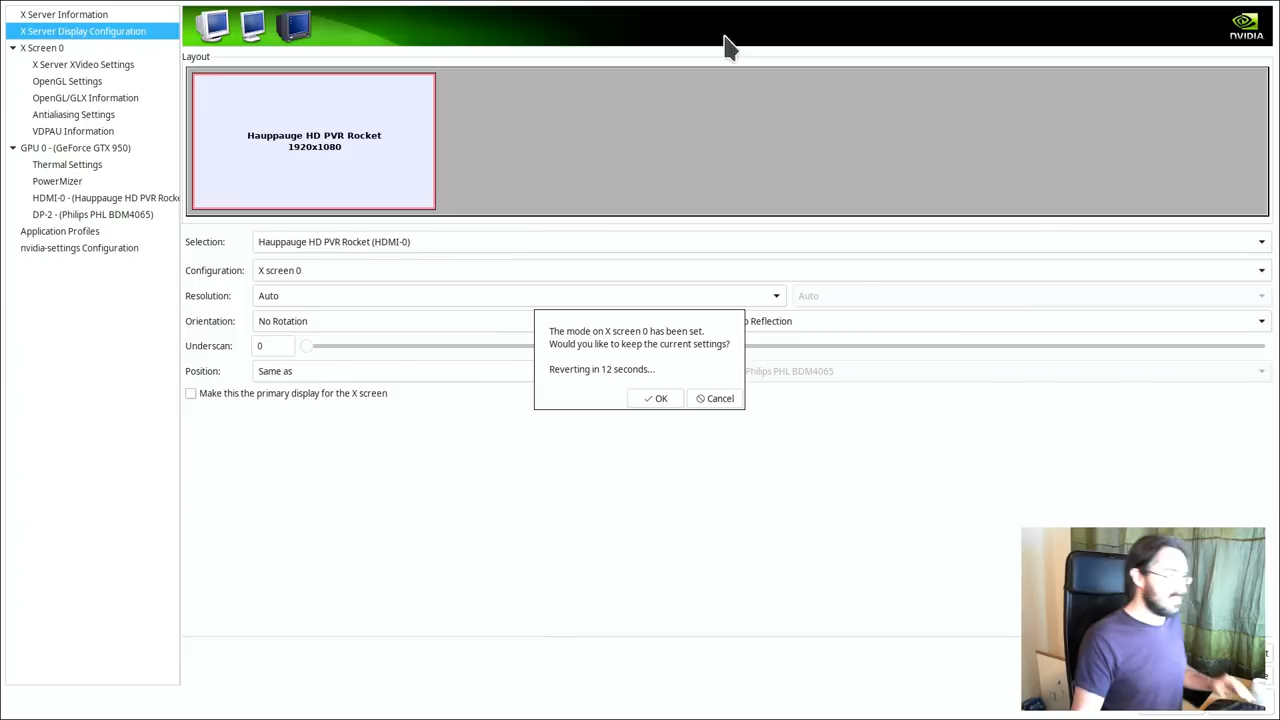 X Server Information
X Server Display Configuration
X Screen 0
X Server XVideo Settings
OpenGL Settings
OpenGL/GLX Information
Antialiasing Settings
VDPAU Information
GPU 0 - (GeForce GTX 950)
Thermal Settings
PowerMizer
HDMI-0 - (Hauppauge HD PVR Rocke
DP-2 - (Philips PHL BDM4065)
Application Profiles
nvidia-settings Configuration
NVIDIA
Layout
Hauppauge HD PVR Rocket
1920x1080
Selection: Hauppauge HD PVR Rocket (HDMI-0)
Configuration: X screen 0
Resolution: Auto Auto
Orientation: No Rotation o Reflection
Underscan: 0
Position: Same as Philips PHL BDM4065
Make this the primary display for the X screen
The mode on X screen 0 has been set.
Would you like to keep the current settings?
Reverting in 12 seconds...
OK Cancel